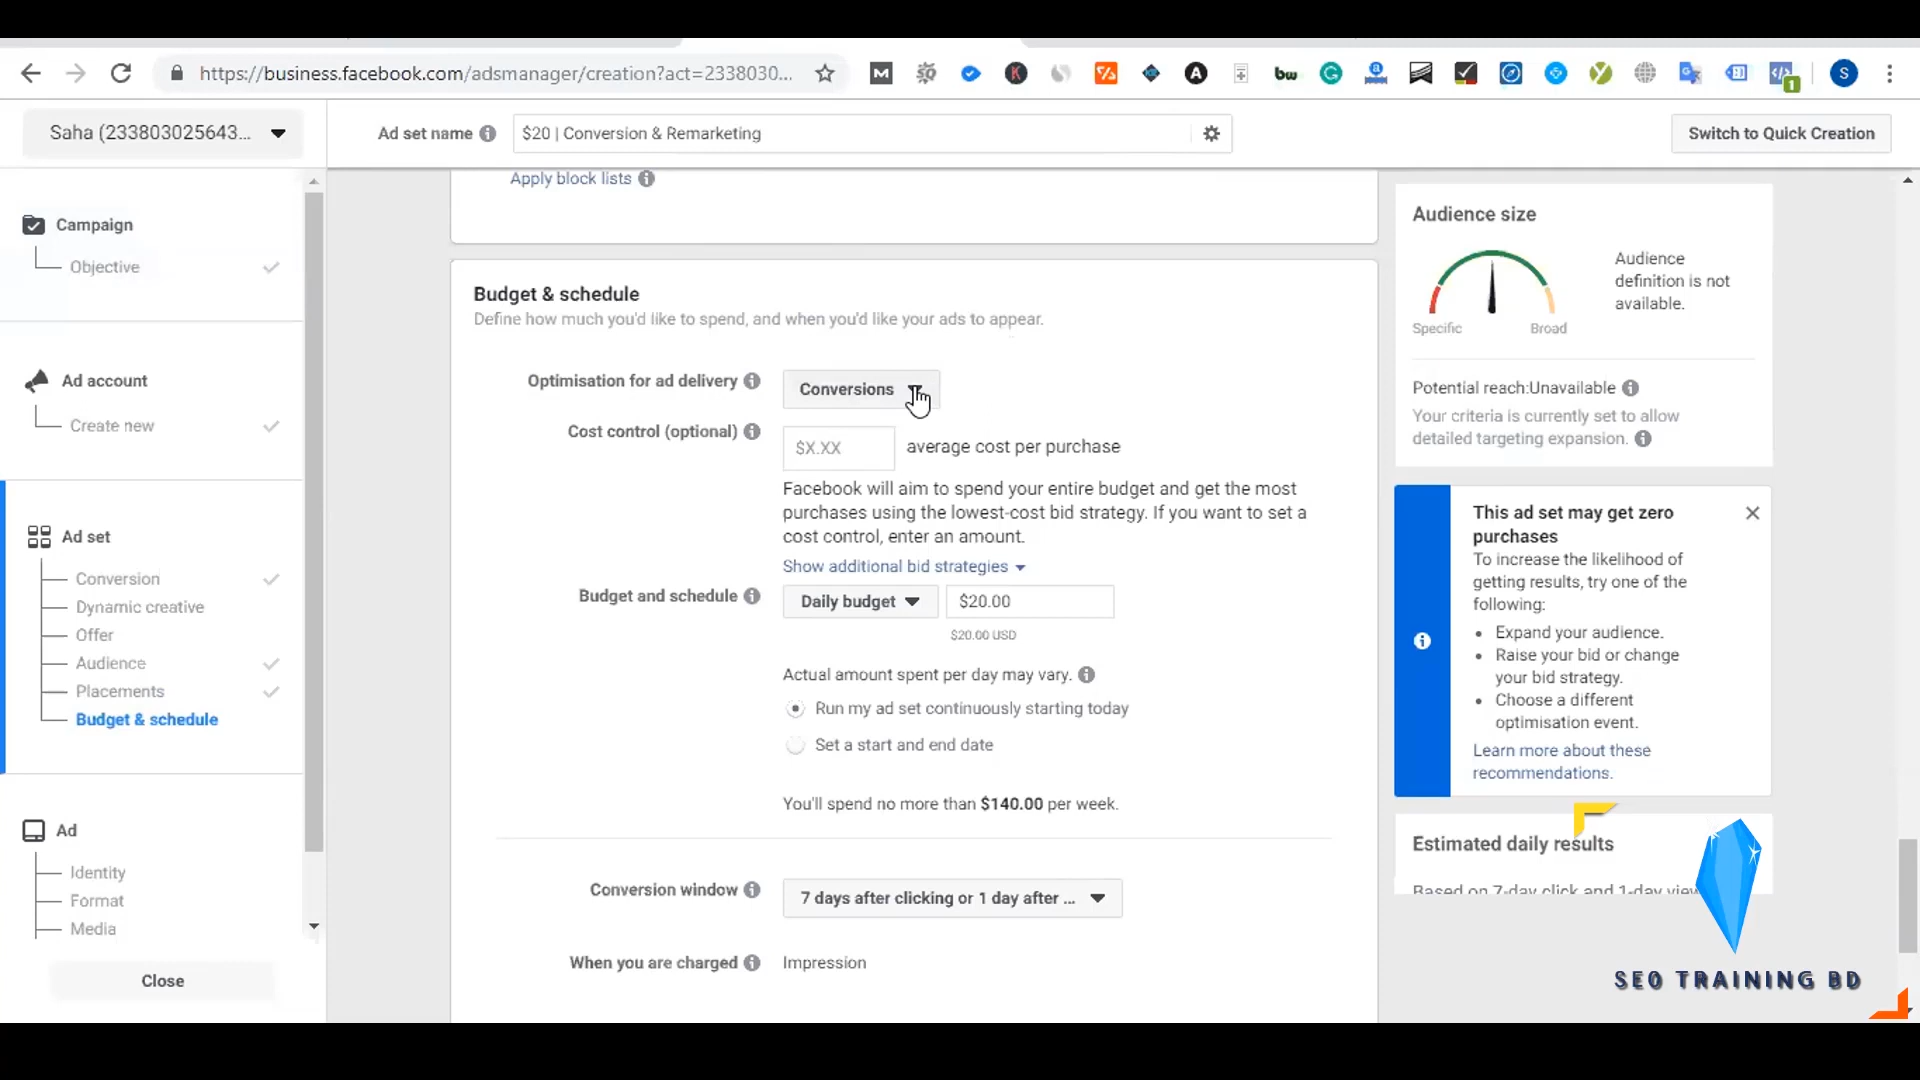 https://business.facebook.com/adsmanager/creation?act=2338030...
bw
S
1
Saha (233803025643...
Ad set name
$20 | Conversion & Remarketing
Switch to Quick Creation
Campaign
Objective
Ad account
Create new
Ad set
Conversion
Dynamic creative
Offer
Audience
Placements
Budget & schedule
Ad
Identity
Format
Media
Close
Apply block lists
Budget & schedule
Define how much you'd like to spend, and when you'd like your ads to appear.
Optimisation for ad delivery
Conversions
Cost control (optional)
$X.XX
average cost per purchase
Facebook will aim to spend your entire budget and get the most
purchases using the lowest-cost bid strategy. If you want to set a
cost control, enter an amount.
Show additional bid strategies
Budget and schedule
Daily budget
$20.00
$20.00 USD
Actual amount spent per day may vary.
Run my ad set continuously starting today
Set a start and end date
You'll spend no more than $140.00 per week.
Conversion window
7 days after clicking or 1 day after ...
When you are charged
Impression
Audience size
Specific
Broad
Audience
definition is not
available.
Potential reach:Unavailable
Your criteria is currently set to allow
detailed targeting expansion.
This ad set may get zero
purchases
To increase the likelihood of
getting results, try one of the
following:
Expand your audience.
Raise your bid or change
your bid strategy.
Choose a different
optimisation event.
Learn more about these
recommendations.
Estimated daily results
Based on 7-day click and 1-day view
SEO TRAINING BD